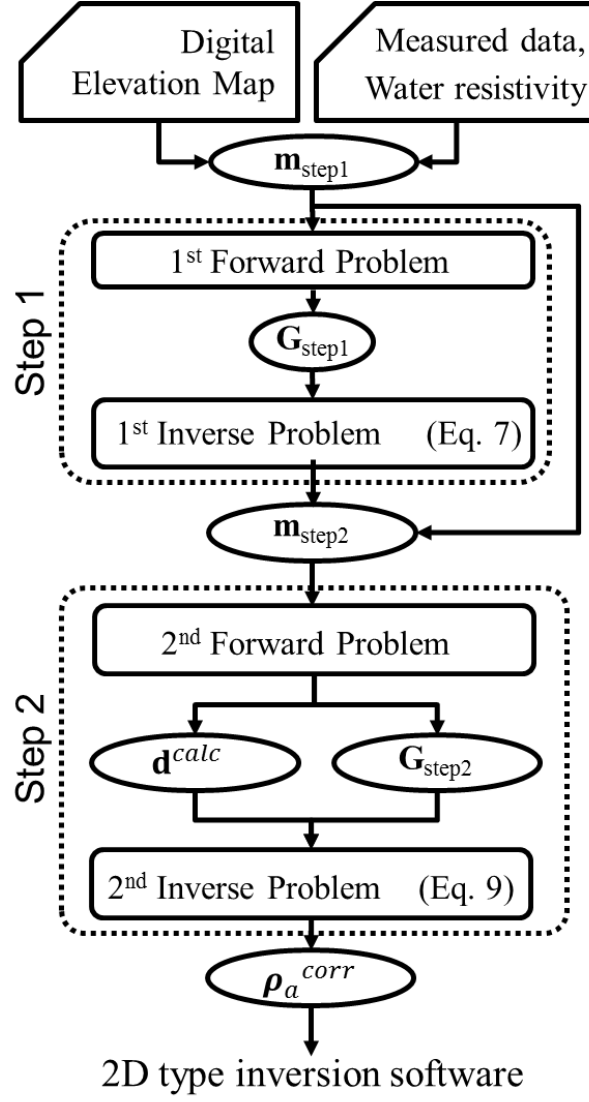 Digital
Elevation Map
Measured data,
Water resistivity
m_step1
Step 1
1st Forward Problem
G_step1
1st Inverse Problem (Eq. 7)
m_step2
Step 2
2nd Forward Problem
d^calc
G_step2
2nd Inverse Problem (Eq. 9)
ρ_a^corr
2D type inversion software